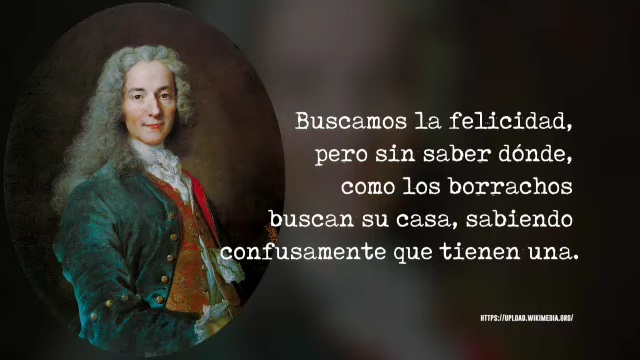 Buscamos la felicidad,
pero sin saber dónde,
como los borrachos
buscan su casa, sabiendo
confusamente que tienen una.
HTTPS://UPLOAD.WIKIMEDIA.ORG/